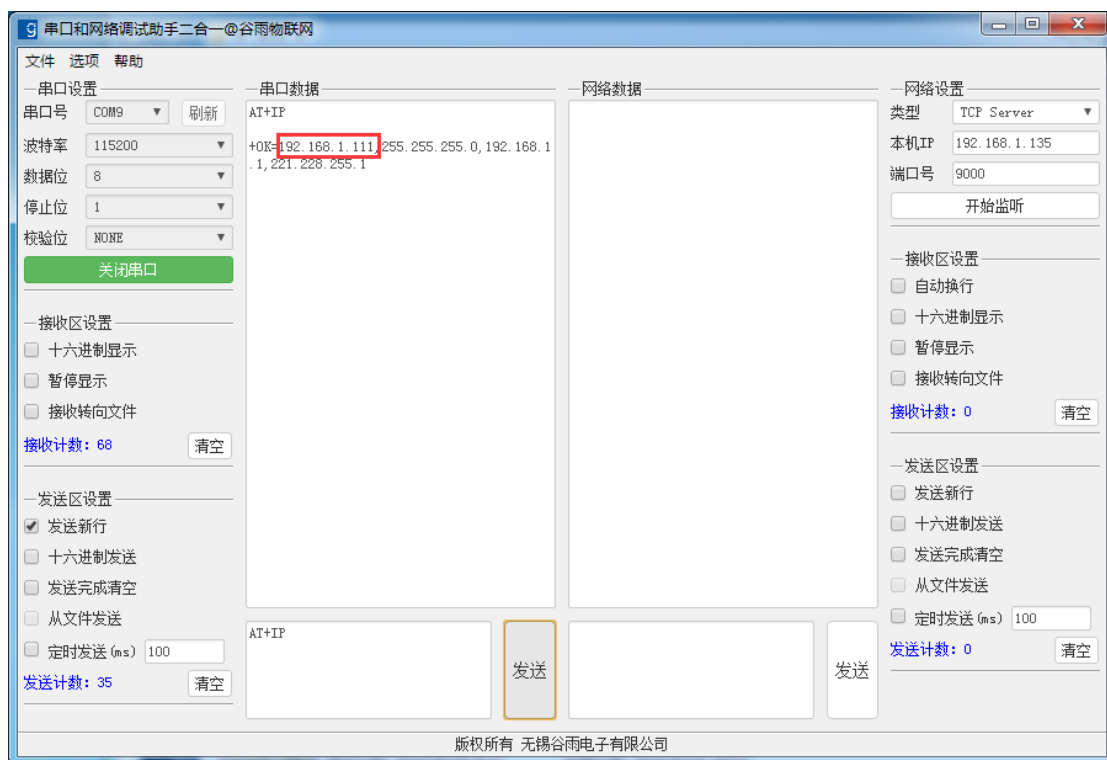 串口和网络调试助手二合一@谷雨物联网
文件 选项 帮助
串口设置
串口号 COM9 刷新
波特率 115200
数据位 8
停止位 1
校验位 NONE
关闭串口
接收区设置
十六进制显示
暂停显示
接收转向文件
接收计数: 68 清空
发送区设置
发送新行
十六进制发送
发送完成清空
从文件发送
定时发送(ms) 100
发送计数: 35 清空
串口数据
AT+IP
+OK=192.168.1.111,255.255.255.0,192.168.1
.1,221.228.255.1
AT+IP
发送
网络数据
发送
网络设置
类型 TCP Server
本机IP 192.168.1.135
端口号 9000
开始监听
接收区设置
自动换行
十六进制显示
暂停显示
接收转向文件
接收计数: 0 清空
发送区设置
发送新行
十六进制发送
发送完成清空
从文件发送
定时发送(ms) 100
发送计数: 0 清空
版权所有 无锡谷雨电子有限公司